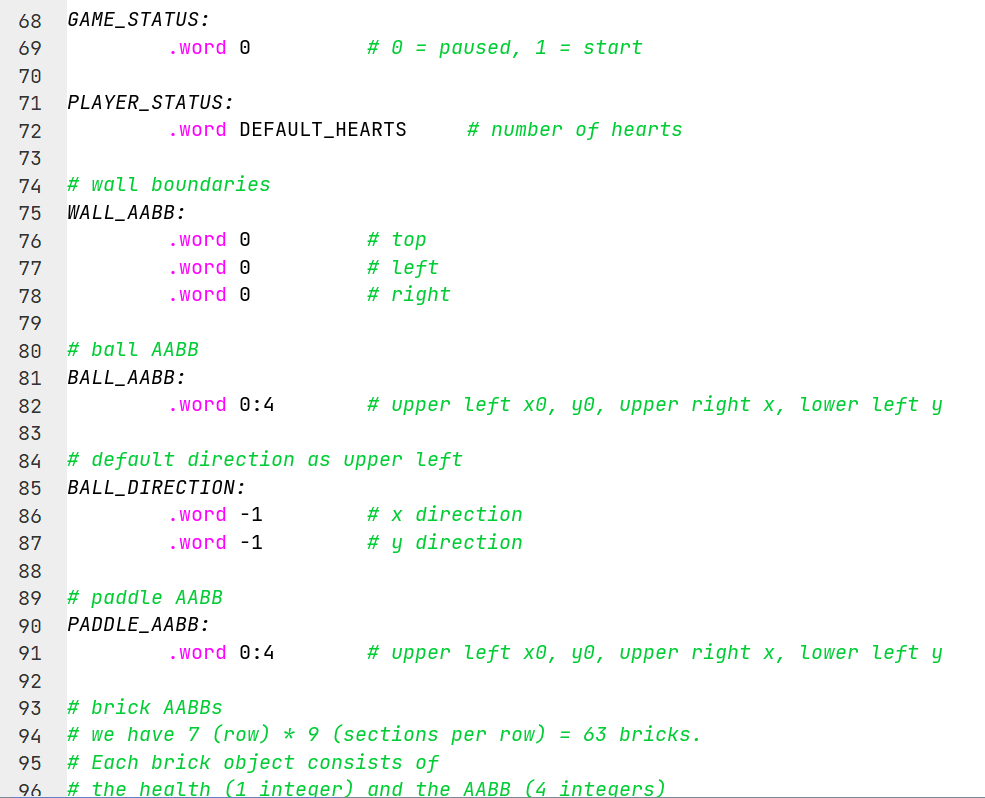 68 GAME_STATUS:
69 .word 0 # 0 = paused, 1 = start
70
71 PLAYER_STATUS:
72 .word DEFAULT_HEARTS # number of hearts
73
74 # wall boundaries
75 WALL_AABB:
76 .word 0 # top
77 .word 0 # left
78 .word 0 # right
79
80 # ball AABB
81 BALL_AABB:
82 .word 0:4 # upper left x0, y0, upper right x, lower left y
83
84 # default direction as upper left
85 BALL_DIRECTION:
86 .word -1 # x direction
87 .word -1 # y direction
88
89 # paddle AABB
90 PADDLE_AABB:
91 .word 0:4 # upper left x0, y0, upper right x, lower left y
92
93 # brick AABBs
94 # we have 7 (row) * 9 (sections per row) = 63 bricks.
95 # Each brick object consists of
96 # the health (1 integer) and the AABB (4 integers)